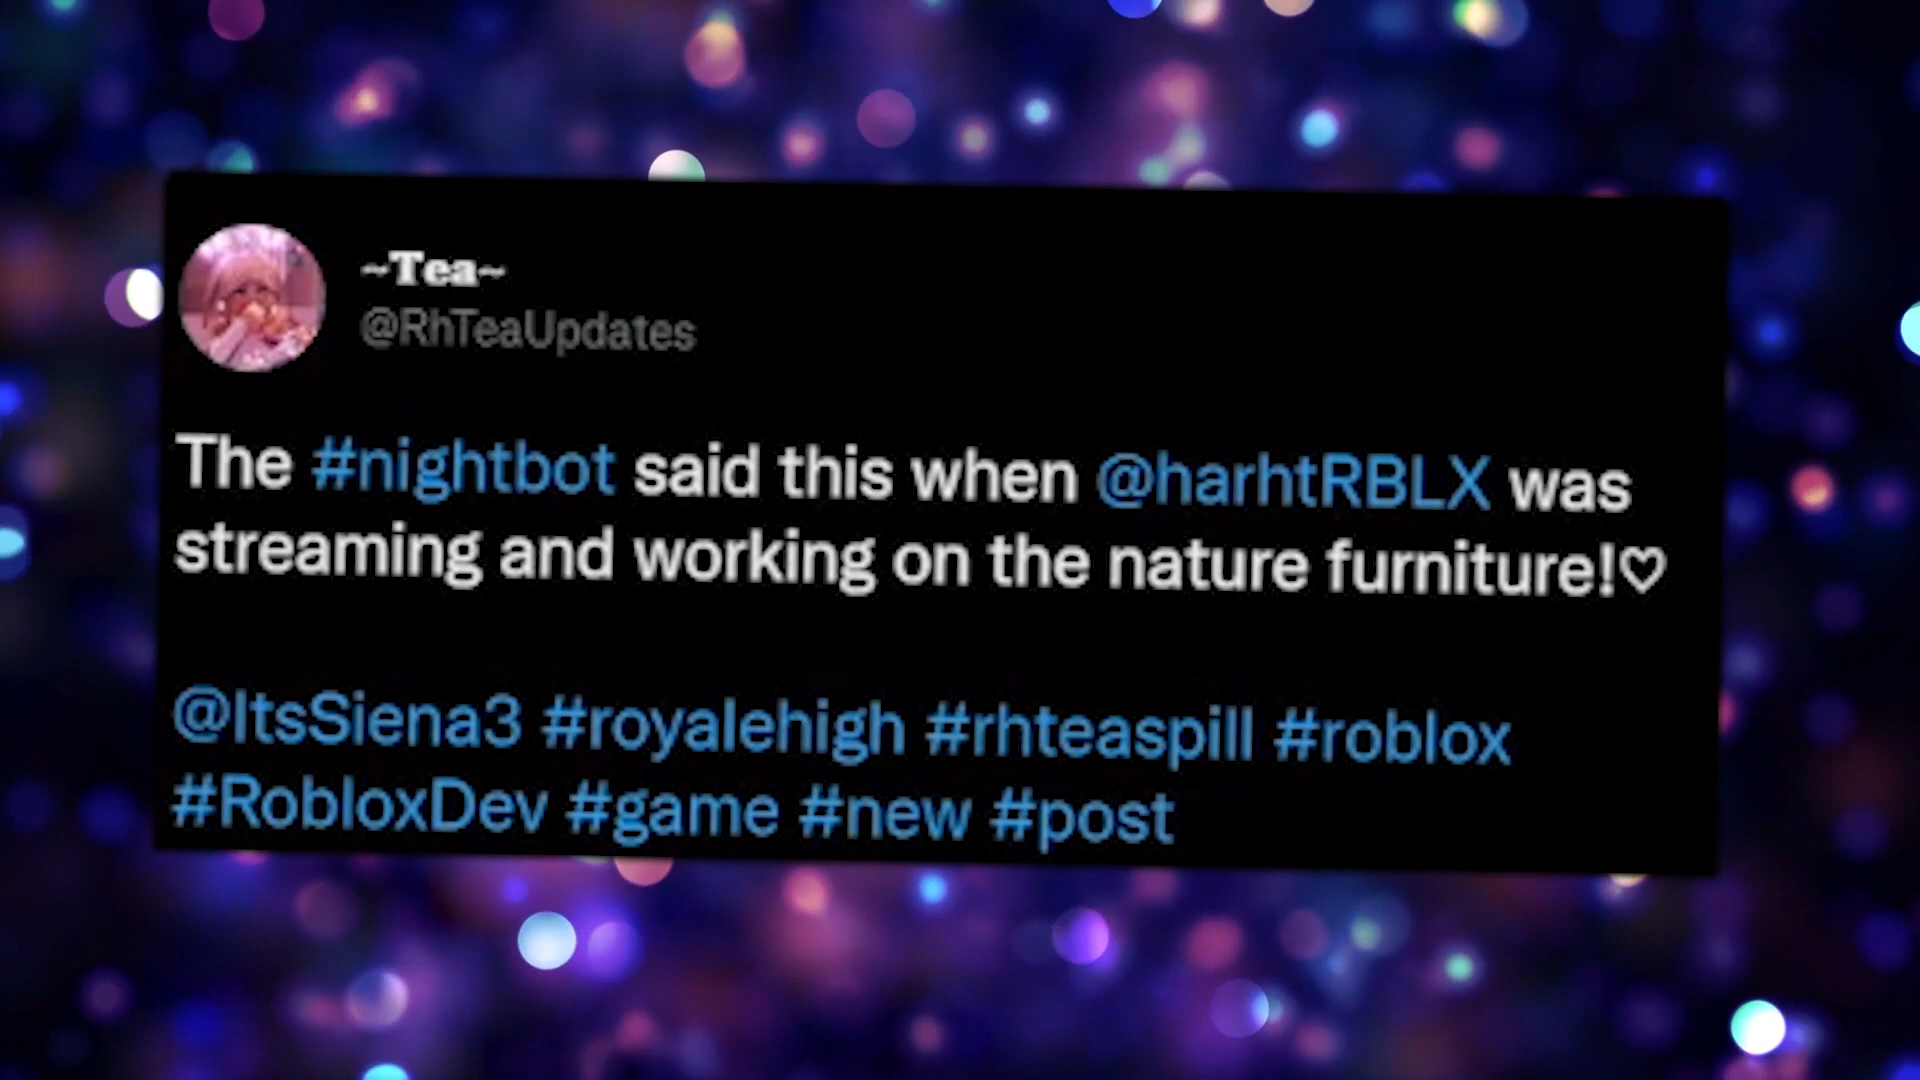 ~Tea~
@RhTeaUpdates
The #nightbot said this when @harhtRBLX was
streaming and working on the nature furniture!♡
@ItsSiena3 #royalehigh #rhteaspill #roblox
#RobloxDev #game #new #post